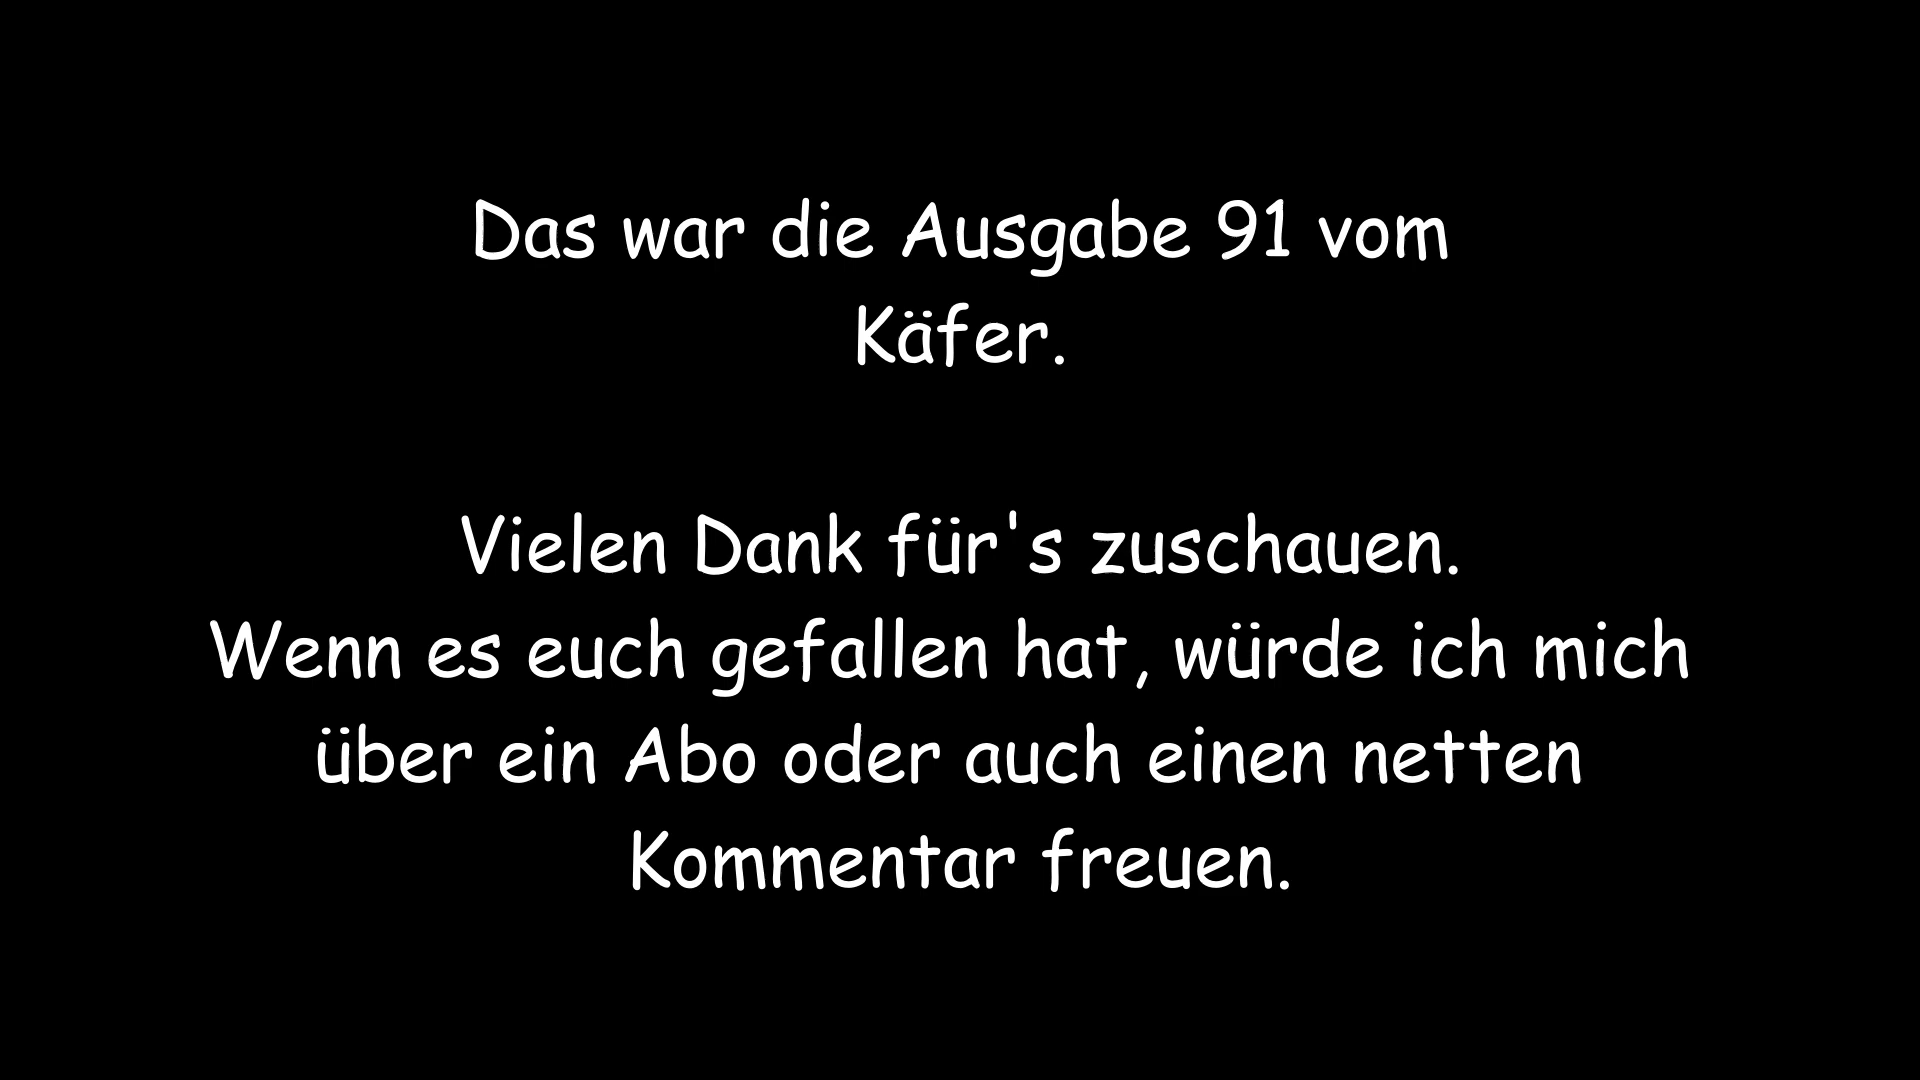 Das war die Ausgabe 91 vom
Käfer.
Vielen Dank für's zuschauen.
Wenn es euch gefallen hat, würde ich mich
über ein Abo oder auch einen netten
Kommentar freuen.